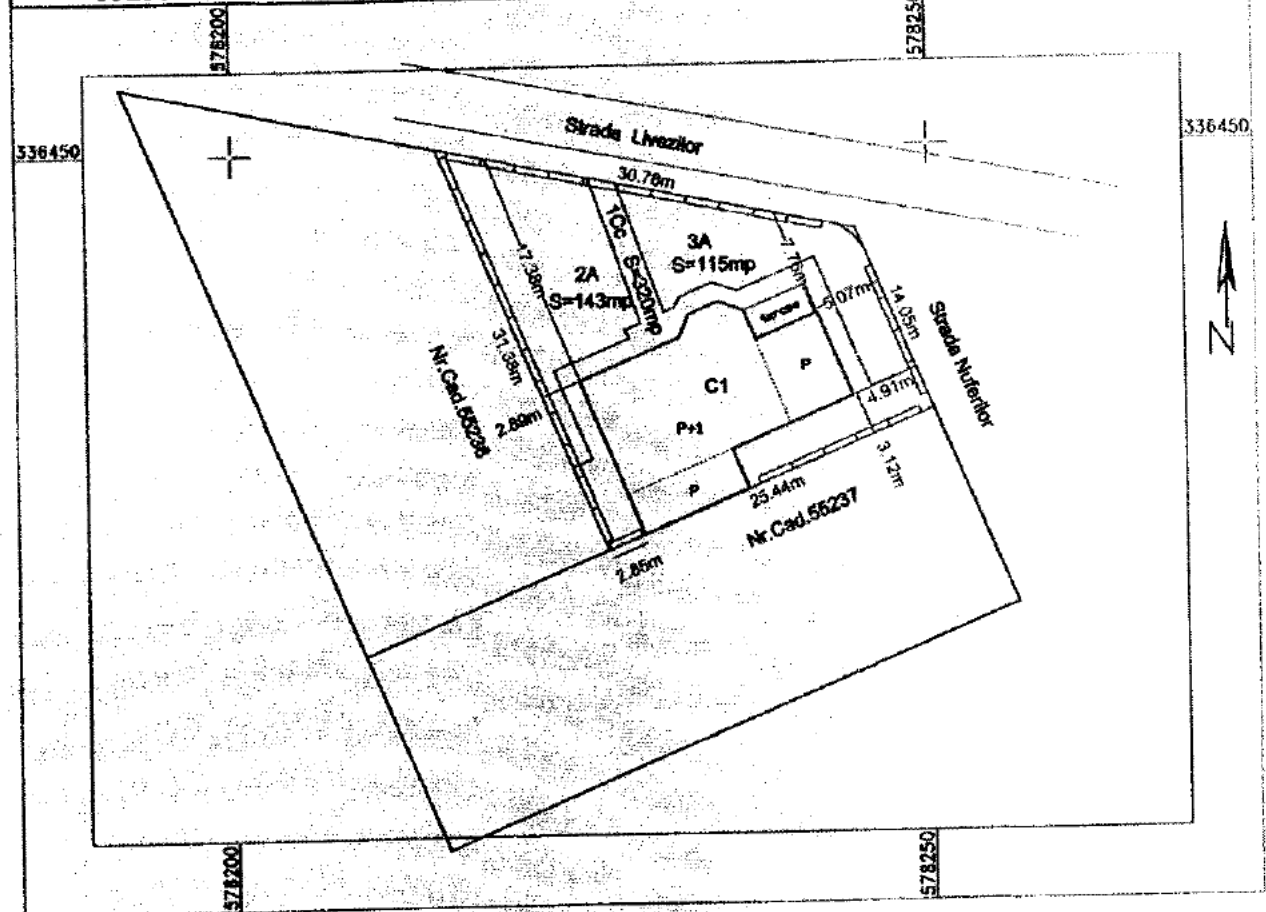 578200
578250
336450
336450
Strada Livezilor
30.78m
1Cc
S=320mp
3A
S=115mp
7.76m
17.38m
2A
S=143mp
5.07m
14.05m
Strada Nuferilor
terasa
N
31.38m
Nr.Cad.55236
2.89m
C1
P
4.91m
P+1
3.12m
P
25.44m
Nr.Cad.55237
2.85m
578200
578250